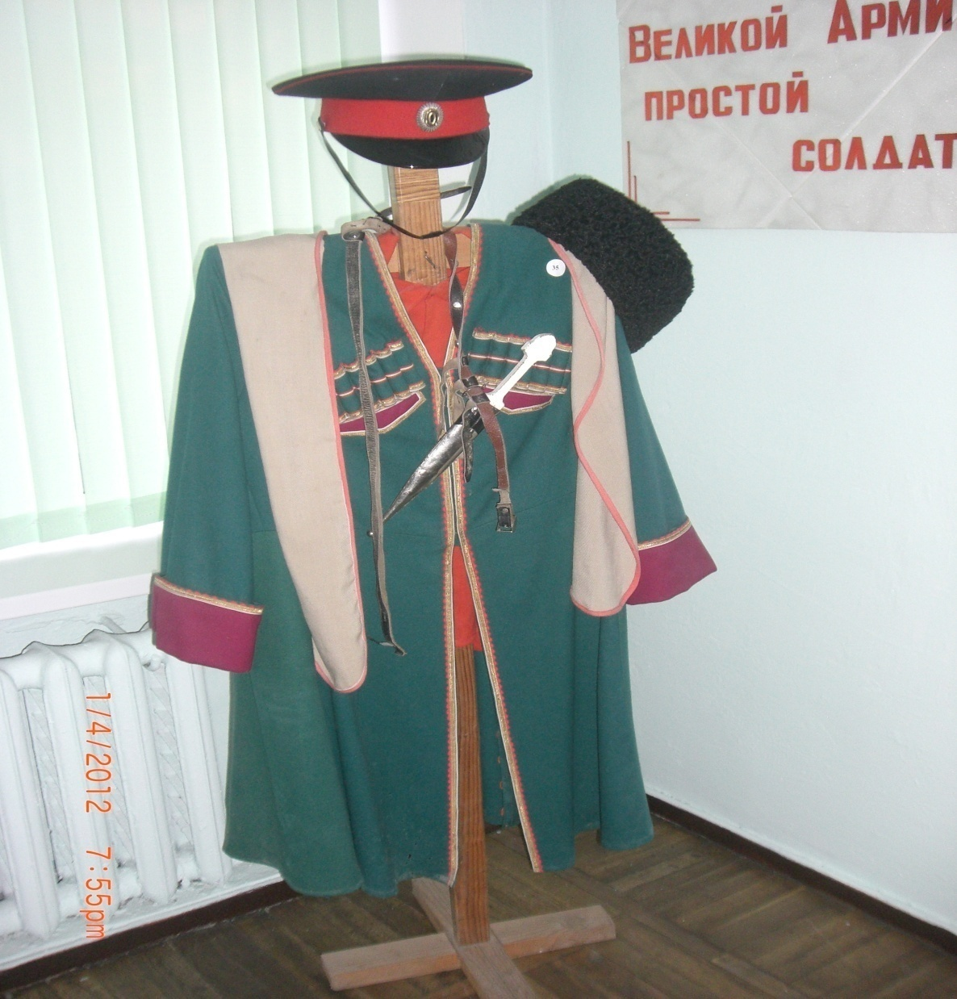 Великой Арми
простой
солдат
35
1/4/2012 7:55pm